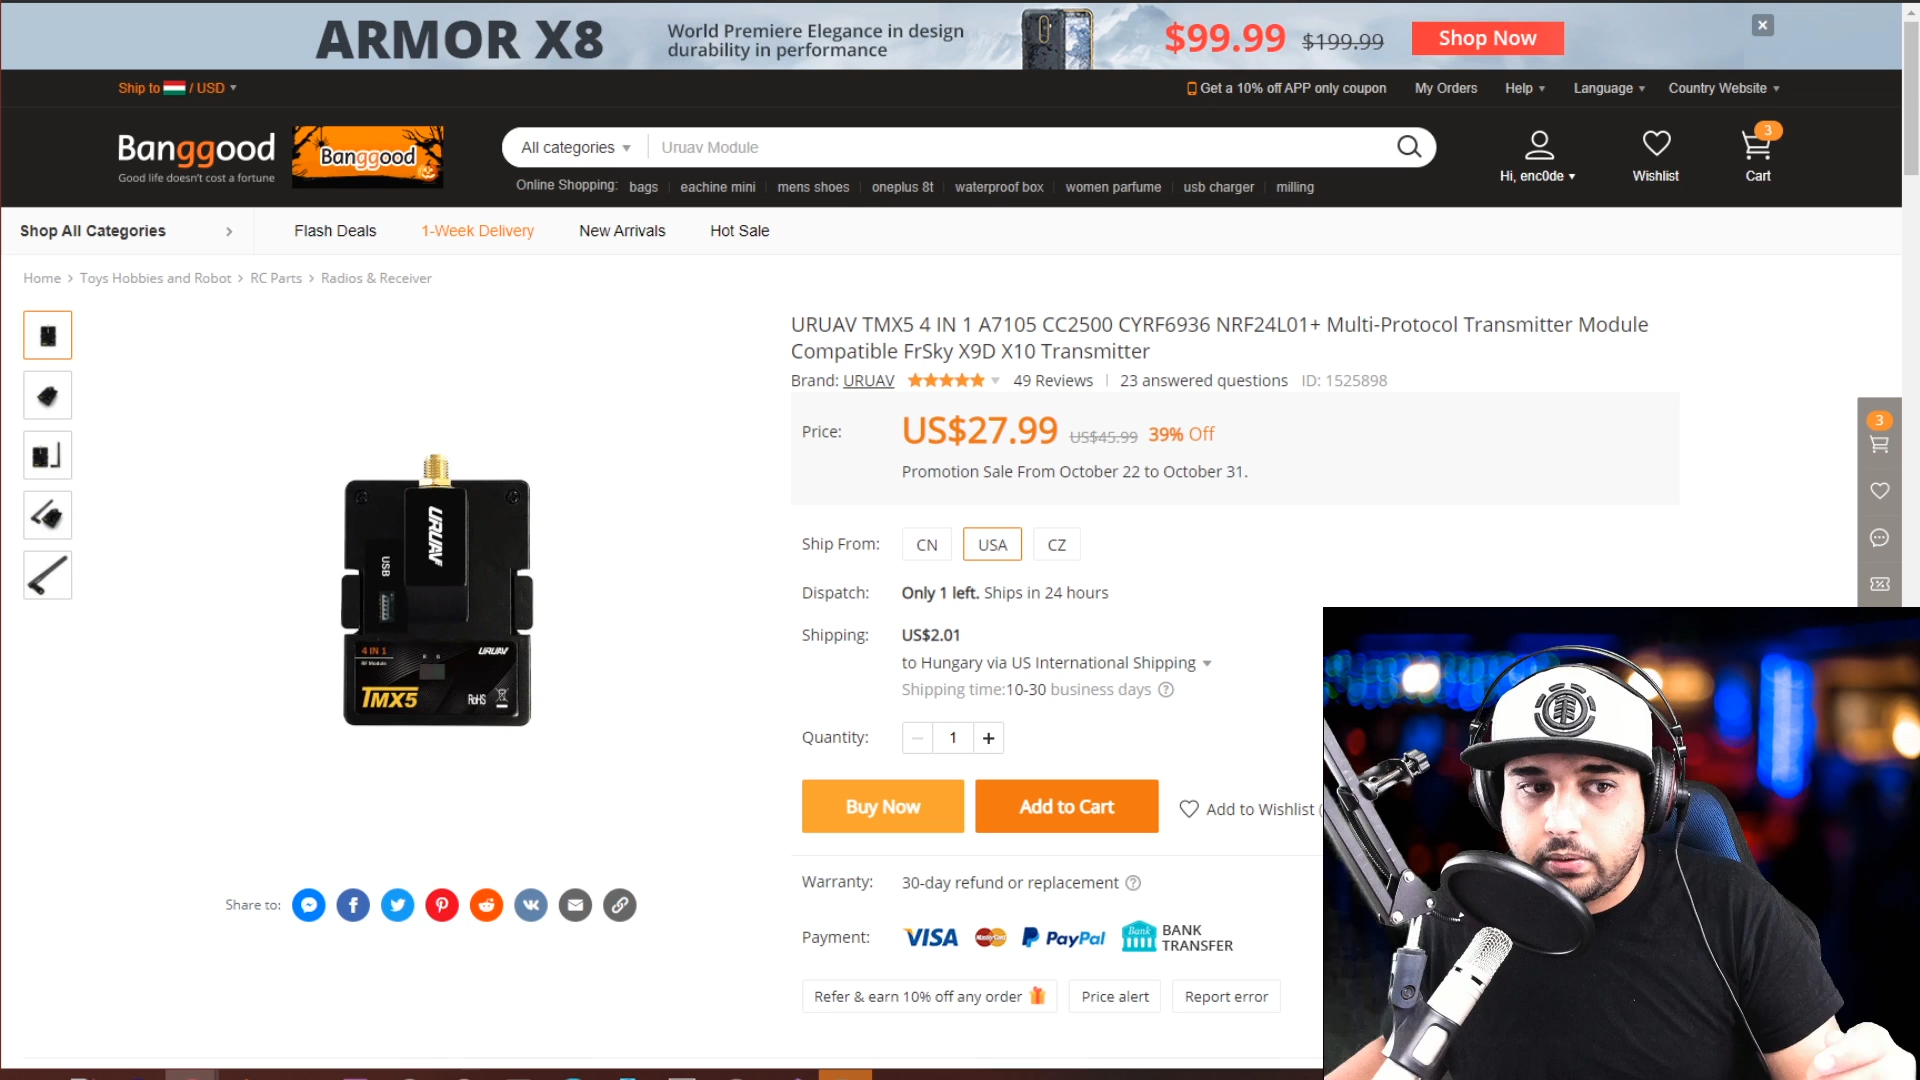 ARMOR X8
World Premiere Elegance in design
durability in performance
$99.99 $199.99
Shop Now
Ship to / USD
Get a 10% off APP only coupon
My Orders
Help
Language
Country Website
Banggood
Good life doesn't cost a fortune
Banggood
All categories
Uruav Module
3
Hi, enc0de
Wishlist
Cart
Online Shopping: bags eachine mini mens shoes oneplus 8t waterproof box women parfume usb charger milling
Shop All Categories
Flash Deals
1-Week Delivery
New Arrivals
Hot Sale
Home > Toys Hobbies and Robot > RC Parts > Radios & Receiver
URUAV TMX5 4 IN 1 A7105 CC2500 CYRF6936 NRF24L01+ Multi-Protocol Transmitter Module
Compatible FrSky X9D X10 Transmitter
Brand: URUAV 49 Reviews 23 answered questions ID: 1525898
Price: US$27.99 US$45.99 39% Off
Promotion Sale From October 22 to October 31.
3
Ship From: CN USA CZ
Dispatch: Only 1 left. Ships in 24 hours
Shipping: US$2.01
to Hungary via US International Shipping
Shipping time:10-30 business days
Quantity: 1
Buy Now
Add to Cart
Add to Wishlist
URUAV
USB
4 IN 1
RF Module
URUAV
TMX5
RoHS
Warranty: 30-day refund or replacement
Share to:
Payment: VISA MasterCard PayPal Bank BANK
TRANSFER
Refer & earn 10% off any order
Price alert
Report error